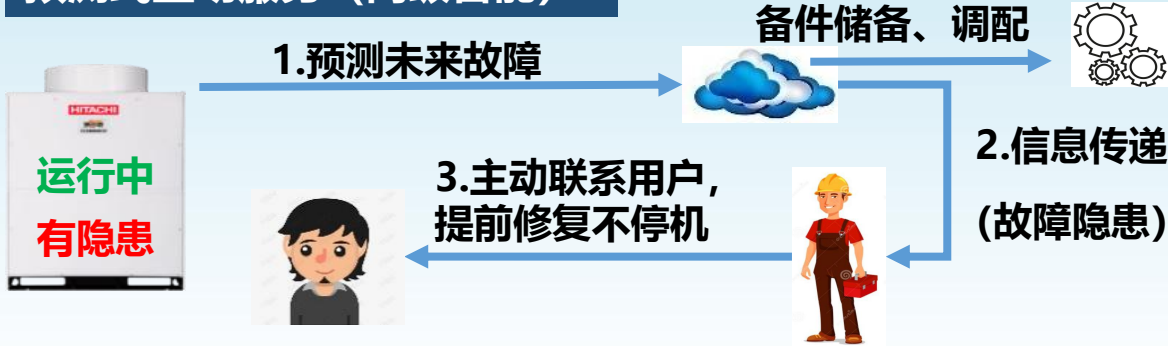 备件储备、调配
1.预测未来故障
HITACHI
运行中
有隐患
3.主动联系用户，
提前修复不停机
2.信息传递
(故障隐患)